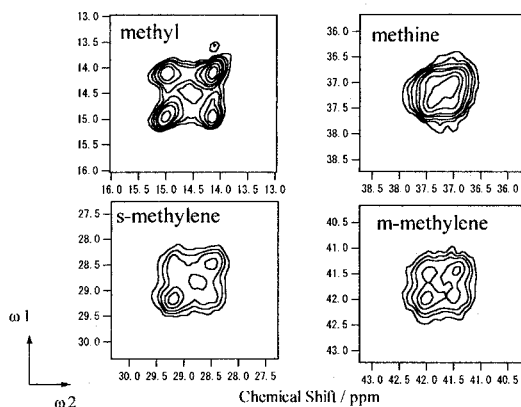 methyl
13.0
13.5
14.0
14.5
15.0
15.5
16.0
16.0 15.5 15.0 14.5 14.0 13.5 13.0
methine
36.0
36.5
37.0
37.5
38.0
38.5
38.5 38.0 37.5 37.0 36.5 36.0
s-methylene
27.5
28.0
28.5
29.0
29.5
30.0
30.0 29.5 29.0 28.5 28.0 27.5
m-methylene
40.5
41.0
41.5
42.0
42.5
43.0
43.0 42.5 42.0 41.5 41.0 40.5
ω1
ω2
Chemical Shift / ppm